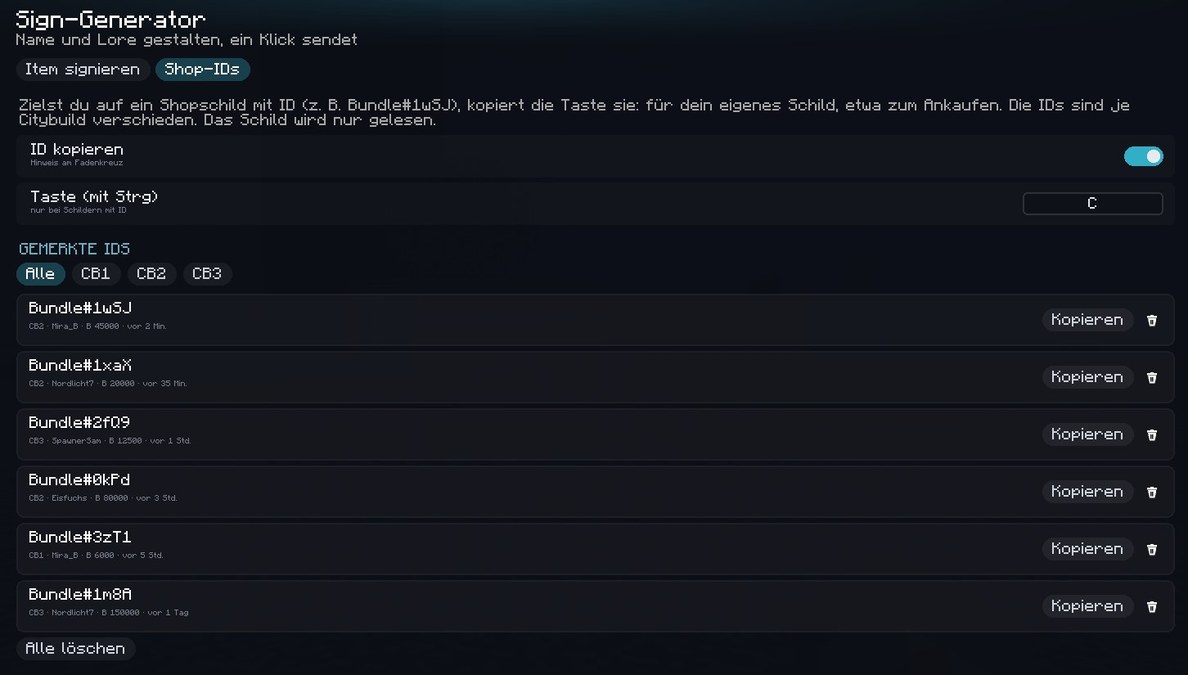 Sign-Generator
Name und Lore gestalten, ein Klick sendet
Item signieren
Shop-IDs
Zielst du auf ein Shopschild mit ID (z. B. Bundle#1wSJ), kopiert die Taste sie: für dein eigenes Schild, etwa zum Ankaufen. Die IDs sind je
Citybuild verschieden. Das Schild wird nur gelesen.
ID kopieren
Hinweis am Fadenkreuz
Taste (mit Strg)
nur bei Schildern mit ID
C
GEMERKTE IDS
Alle
CB1
CB2
CB3
Bundle#1wSJ
CB2 · Mira_B · B 45000 · vor 2 Min.
Kopieren
Bundle#1xaX
CB2 · Nordlicht7 · B 20000 · vor 35 Min.
Kopieren
Bundle#2fQ9
CB3 · SpawnerSam · B 12500 · vor 1 Std.
Kopieren
Bundle#0kPd
CB2 · Eisfuchs · B 80000 · vor 3 Std.
Kopieren
Bundle#3zT1
CB1 · Mira_B · B 6000 · vor 5 Std.
Kopieren
Bundle#1m8A
CB3 · Nordlicht7 · B 150000 · vor 1 Tag
Kopieren
Alle löschen